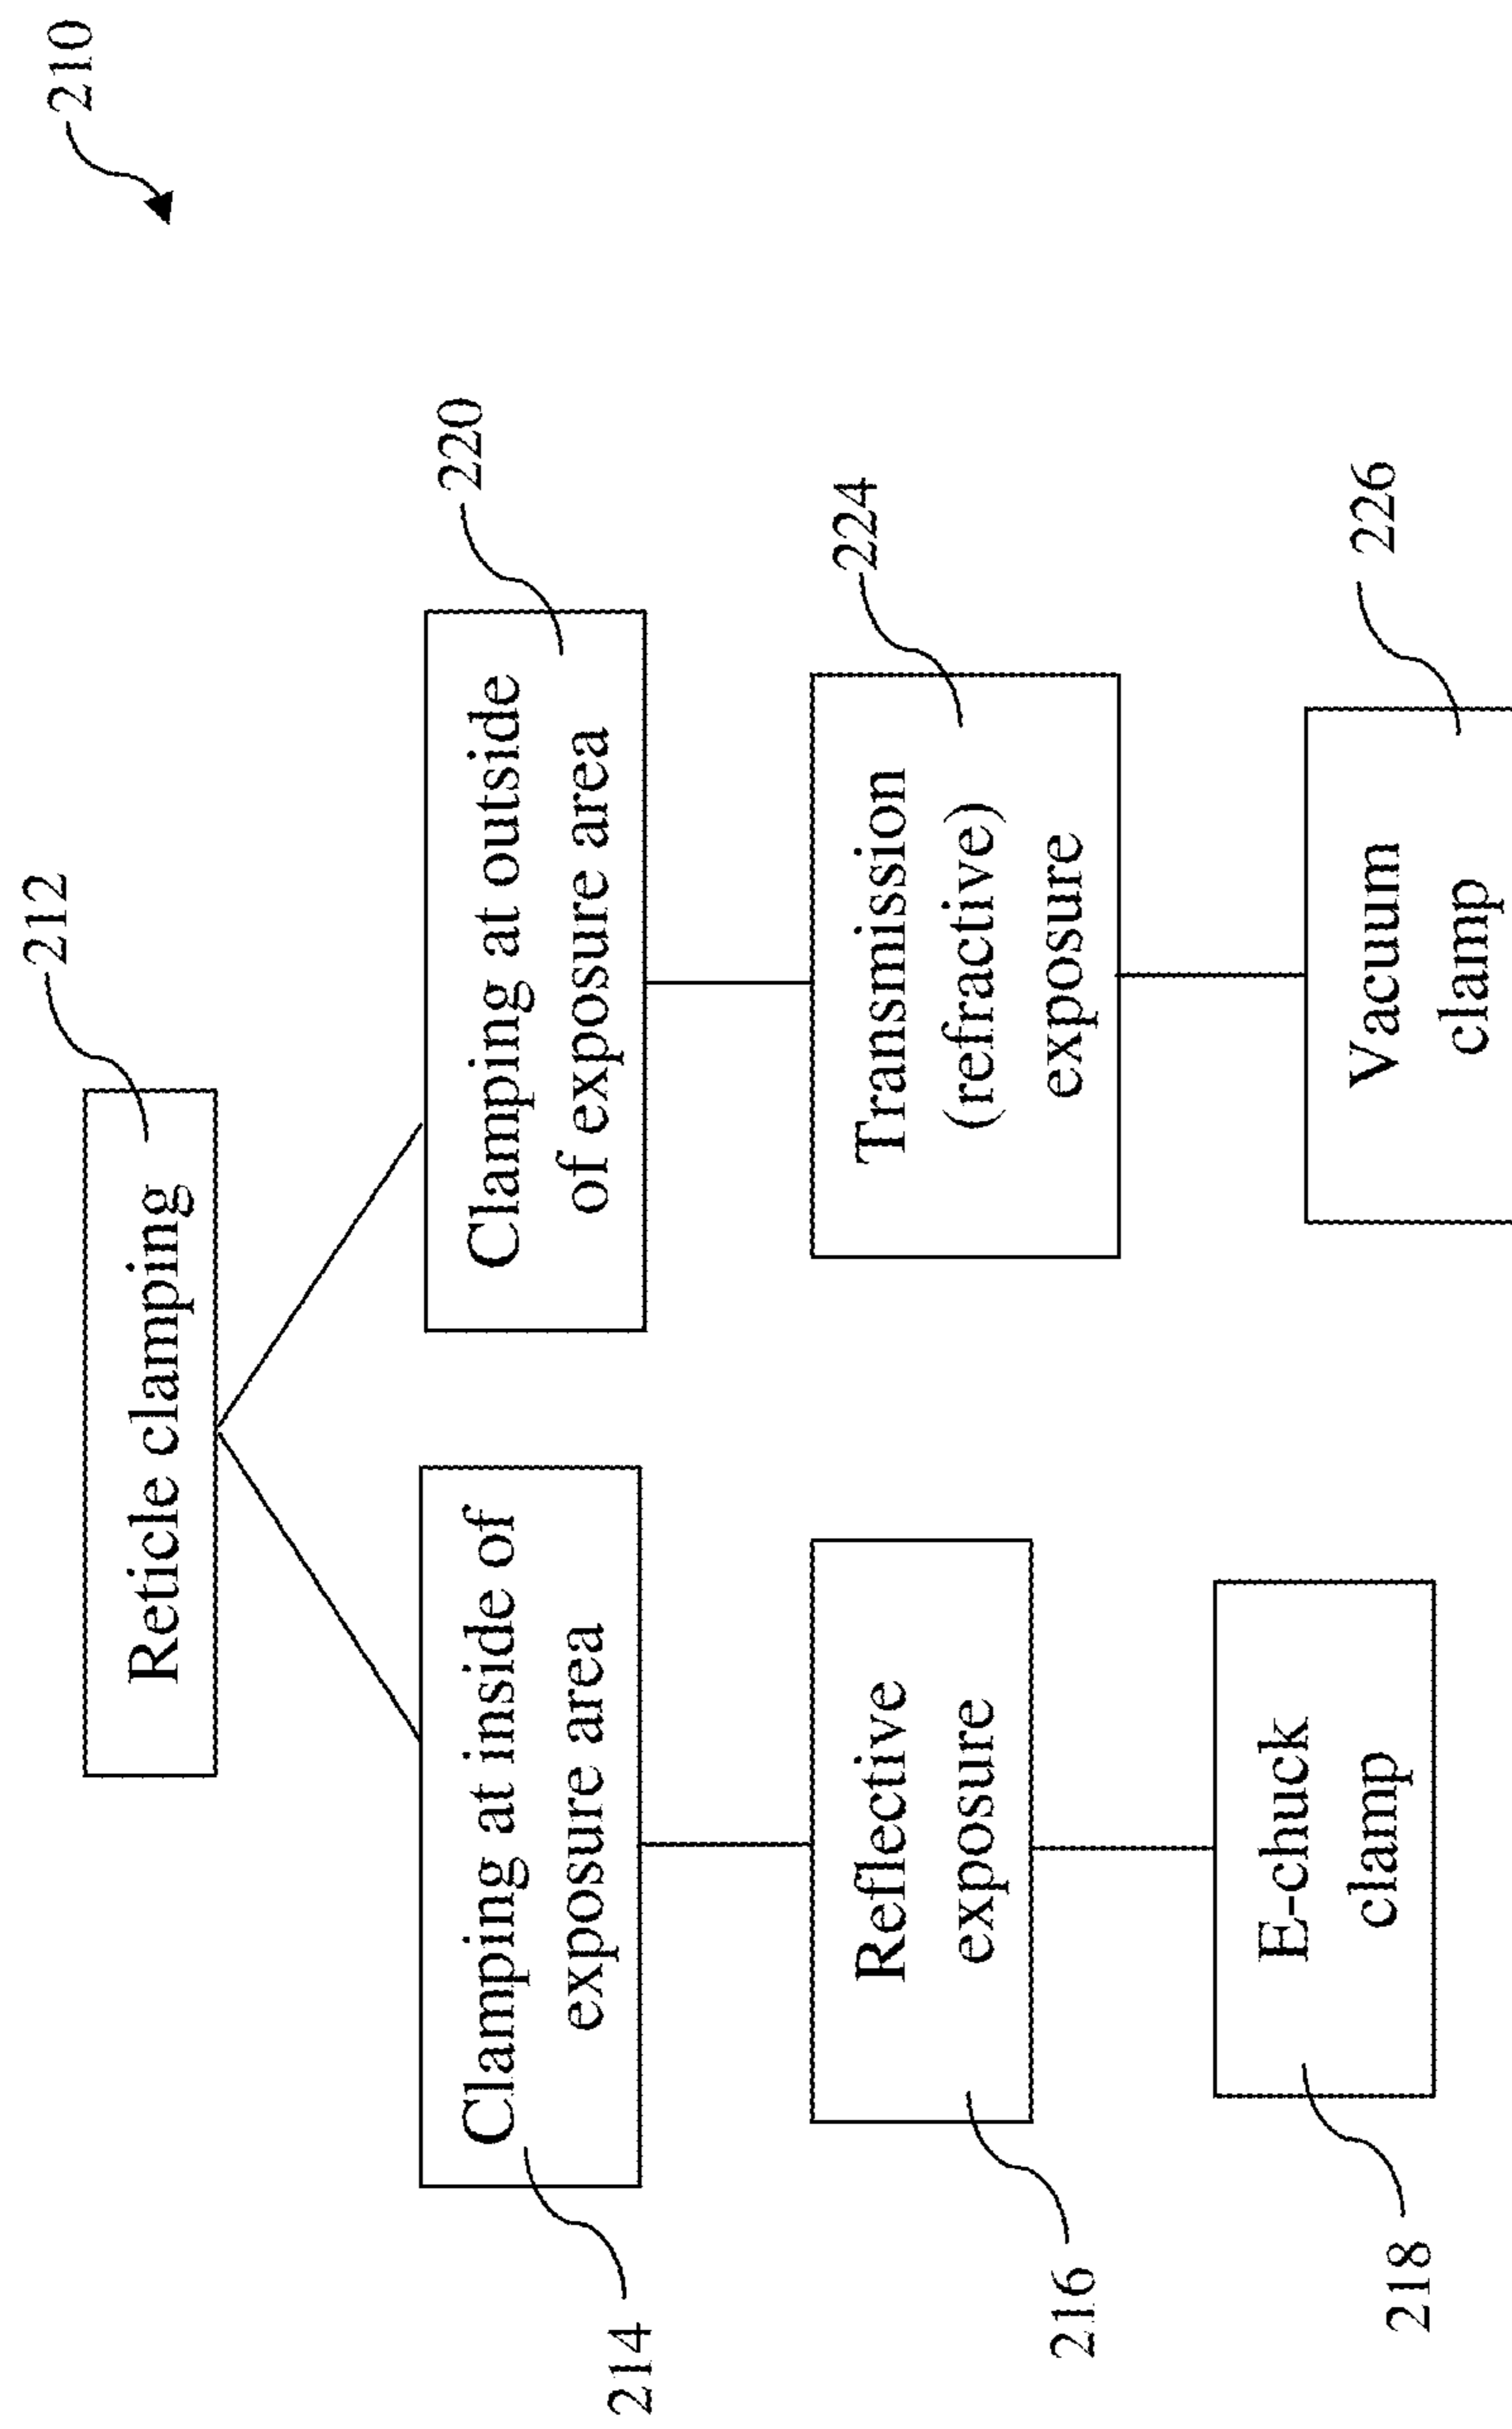 210
212
Reticle clamping
214
Clamping at inside of
exposure area
220
Clamping at outside
of exposure area
216
Reflective
exposure
224
Transmission
(refractive)
exposure
218
E-chuck
clamp
226
Vacuum
clamp